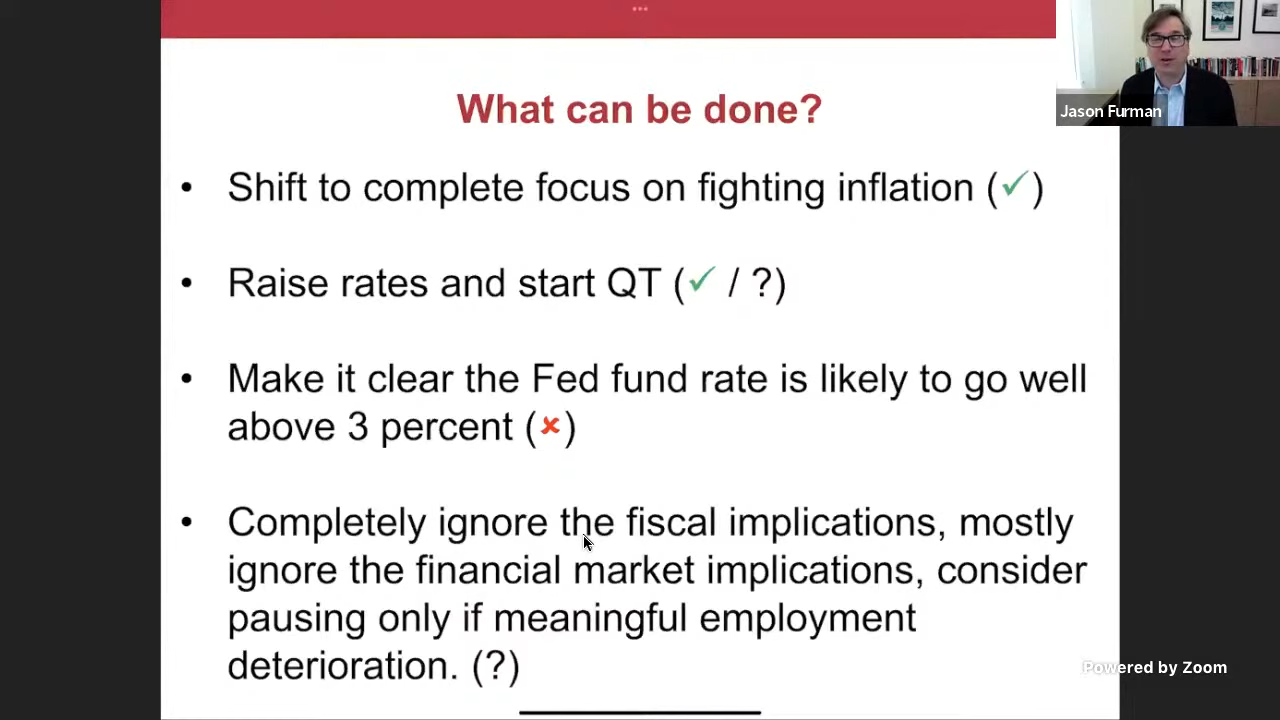 What can be done?
Jason Furman
• Shift to complete focus on fighting inflation (✓)
• Raise rates and start QT (✓ / ?)
• Make it clear the Fed fund rate is likely to go well
above 3 percent (✘)
• Completely ignore the fiscal implications, mostly
ignore the financial market implications, consider
pausing only if meaningful employment
deterioration. (?)
Powered by Zoom